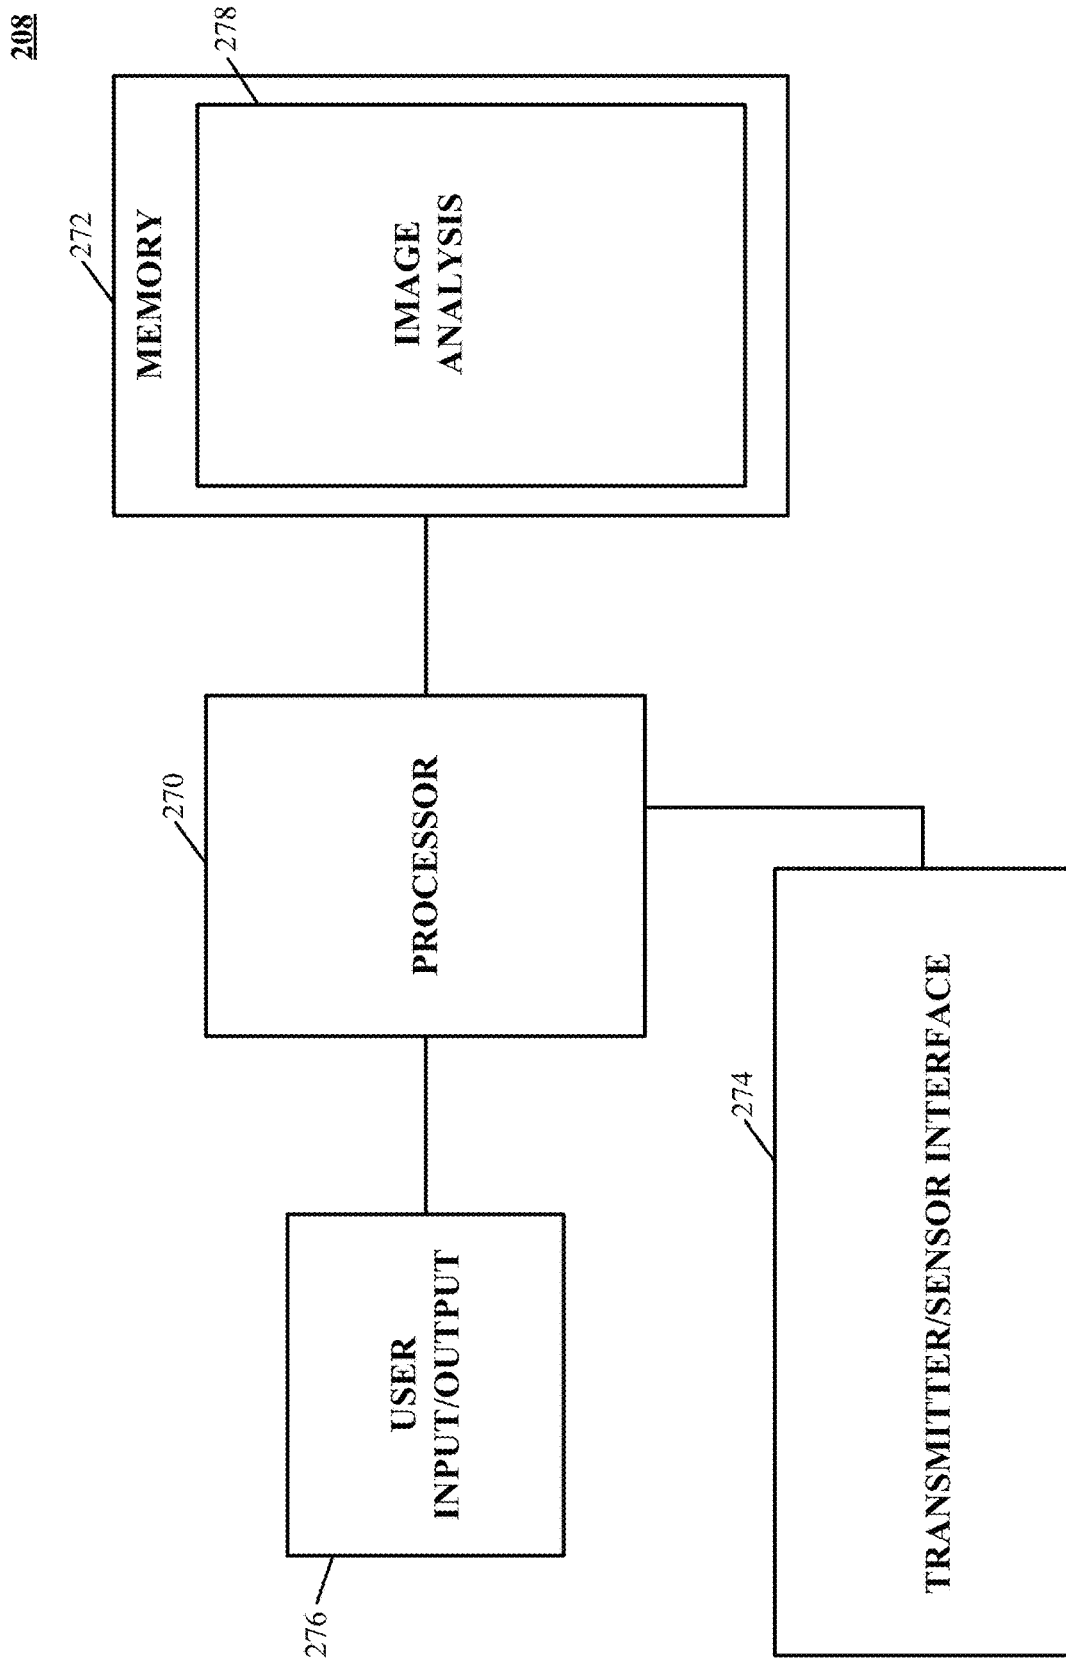 208
272
MEMORY
278
IMAGE
ANALYSIS
270
PROCESSOR
276
USER
INPUT/OUTPUT
274
TRANSMITTER/SENSOR INTERFACE